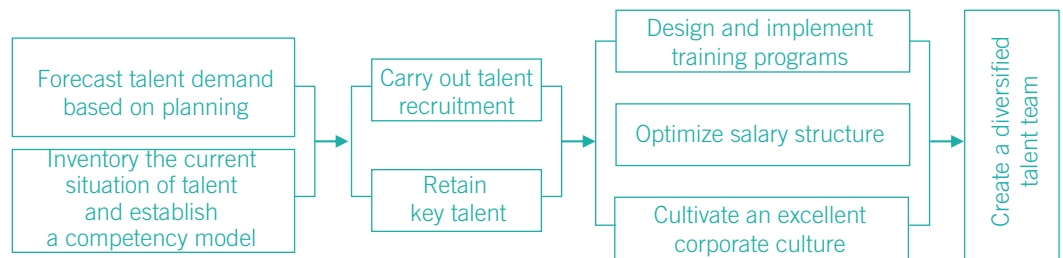 Forecast talent demand
based on planning
Inventory the current
situation of talent
and establish
a competency model
Carry out talent
recruitment
Retain
key talent
Design and implement
training programs
Optimize salary structure
Cultivate an excellent
corporate culture
Create a diversified
talent team